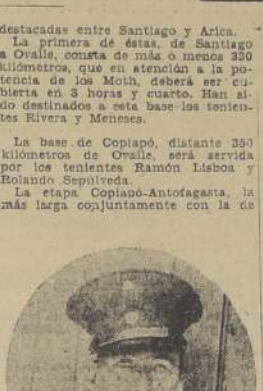 destacadas entre Santiago y Arica.
La primera de éstas, de Santiago
a Ovalle, consta de más o menos 330
kilómetros, que en atención a la po-
tencia de los Moth, deberá ser cu-
bierta en 3 horas y cuarto. Han si-
do destinados a esta base los tenien-
tes Rivera y Meneses.
La base de Copiapó, distante 350
kilómetros de Ovalle, será servida
por los tenientes Ramón Lisboa y
Rolando Sepúlveda.
La etapa Copiapó-Antofagasta, la
más larga conjuntamente con la de